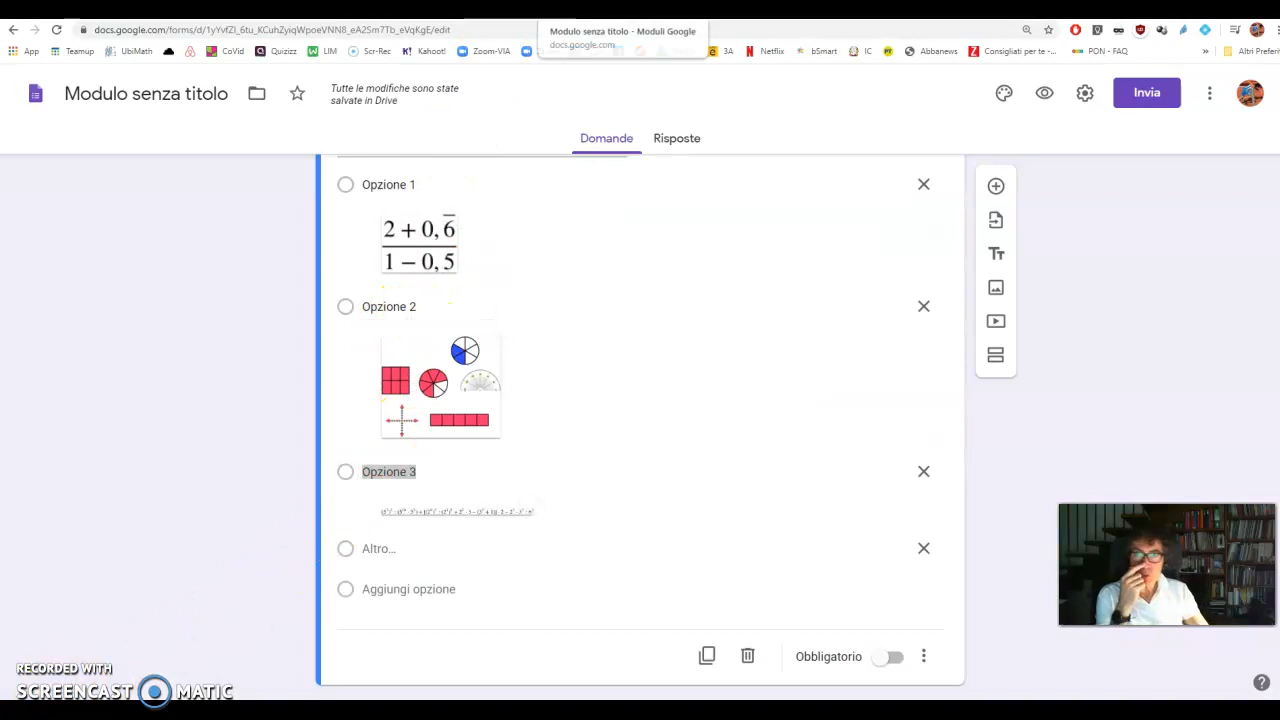 docs.google.com/forms/d/1yYvfZl_6tu_KCuhZyiqWpoeVNN8_eA2Sm7Tb_eVqKgE/edit
Modulo senza titolo - Moduli Google
docs.google.com
App
Teamup
UbiMath
CoVid
Quizizz
LIM
Scr-Rec
Kahoot!
Zoom-VIA
3A
Netflix
bSmart
IC
Abbanews
Consigliati per te -...
PON - FAQ
»
Altri Prefer
Modulo senza titolo
Tutte le modifiche sono state
salvate in Drive
Invia
Domande
Risposte
Opzione 1
2 + 0, 6̅
1 − 0, 5
Opzione 2
Opzione 3
Altro...
Aggiungi opzione
Obbligatorio
RECORDED WITH
SCREENCAST MATIC